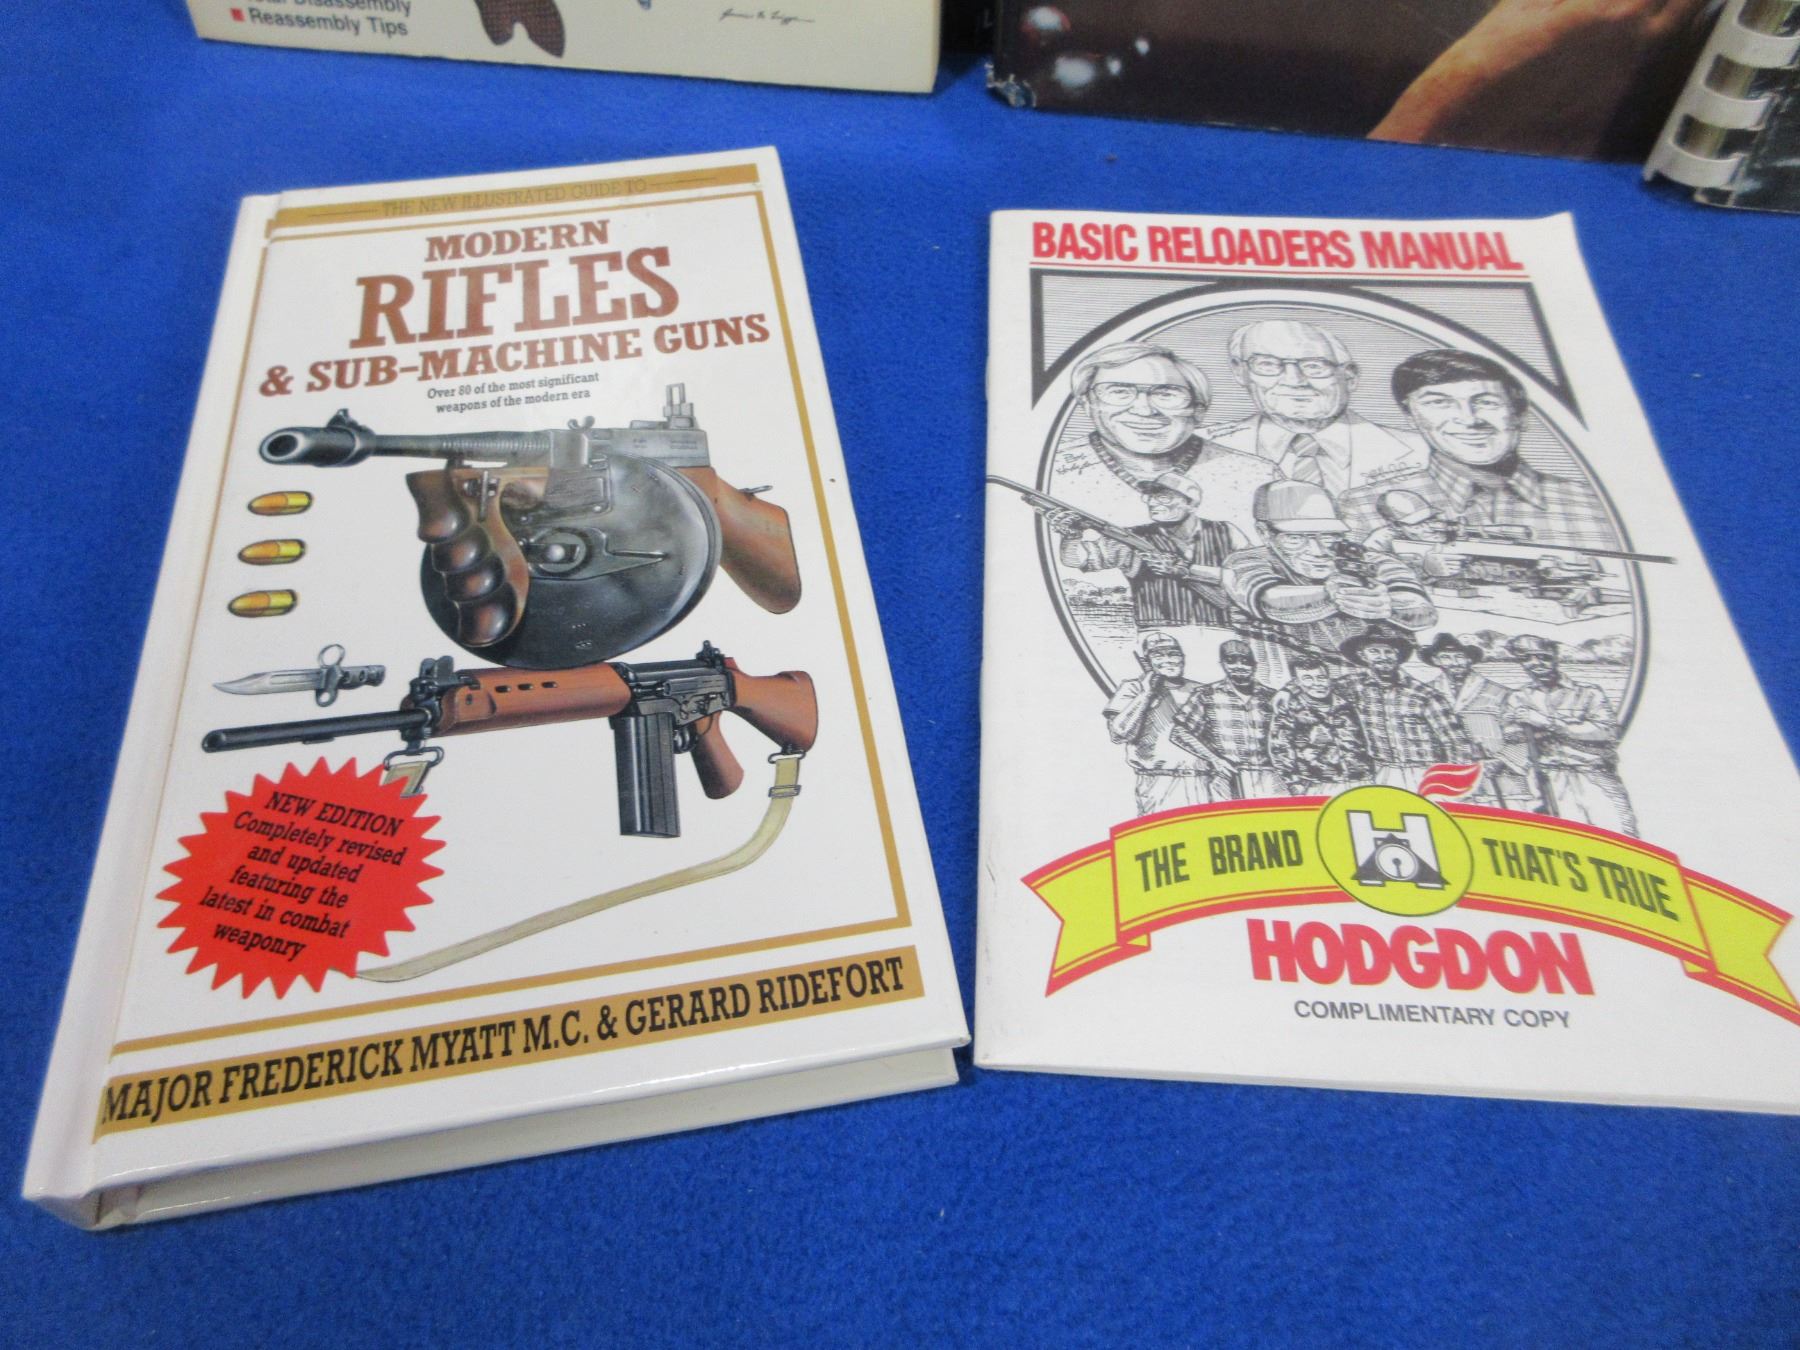 Disassembly
Reassembly Tips
THE NEW ILLUSTRATED GUIDE TO
MODERN
RIFLES
& SUB-MACHINE GUNS
Over 80 of the most significant
weapons of the modern era
NEW EDITION
Completely revised
and updated
featuring the
latest in combat
weaponry
MAJOR FREDERICK MYATT M.C. & GERARD RIDEFORT
BASIC RELOADERS MANUAL
THE BRAND H THAT'S TRUE
HODGDON
COMPLIMENTARY COPY